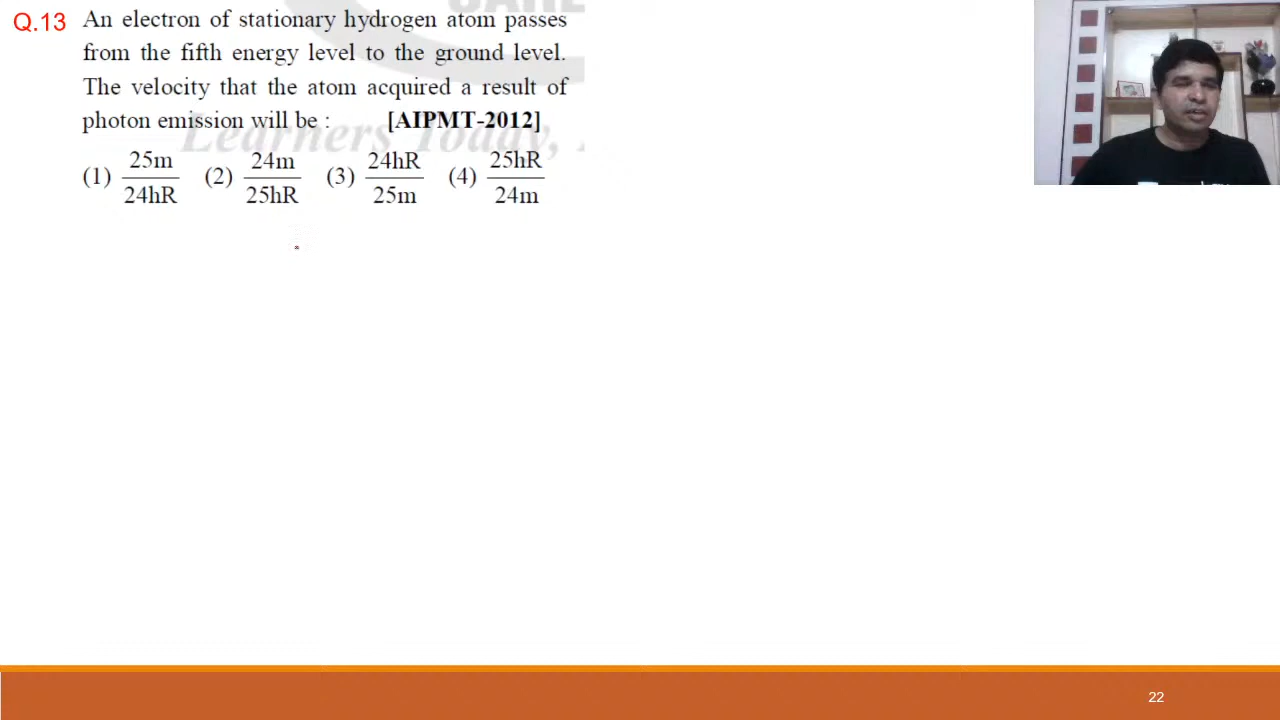 Q.13 An electron of stationary hydrogen atom passes
from the fifth energy level to the ground level.
The velocity that the atom acquired a result of
photon emission will be : [AIPMT-2012]
(1) 25m/24hR (2) 24m/25hR (3) 24hR/25m (4) 25hR/24m
Learners Today,
22